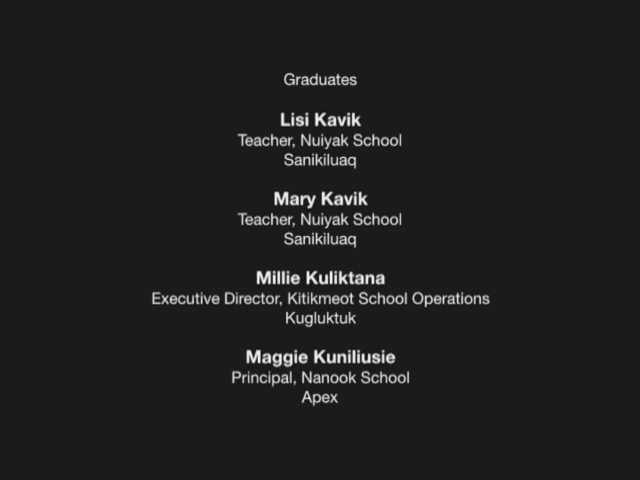 Graduates
Lisi Kavik
Teacher, Nuiyak School
Sanikiluaq
Mary Kavik
Teacher, Nuiyak School
Sanikiluaq
Millie Kuliktana
Executive Director, Kitikmeot School Operations
Kugluktuk
Maggie Kuniliusie
Principal, Nanook School
Apex